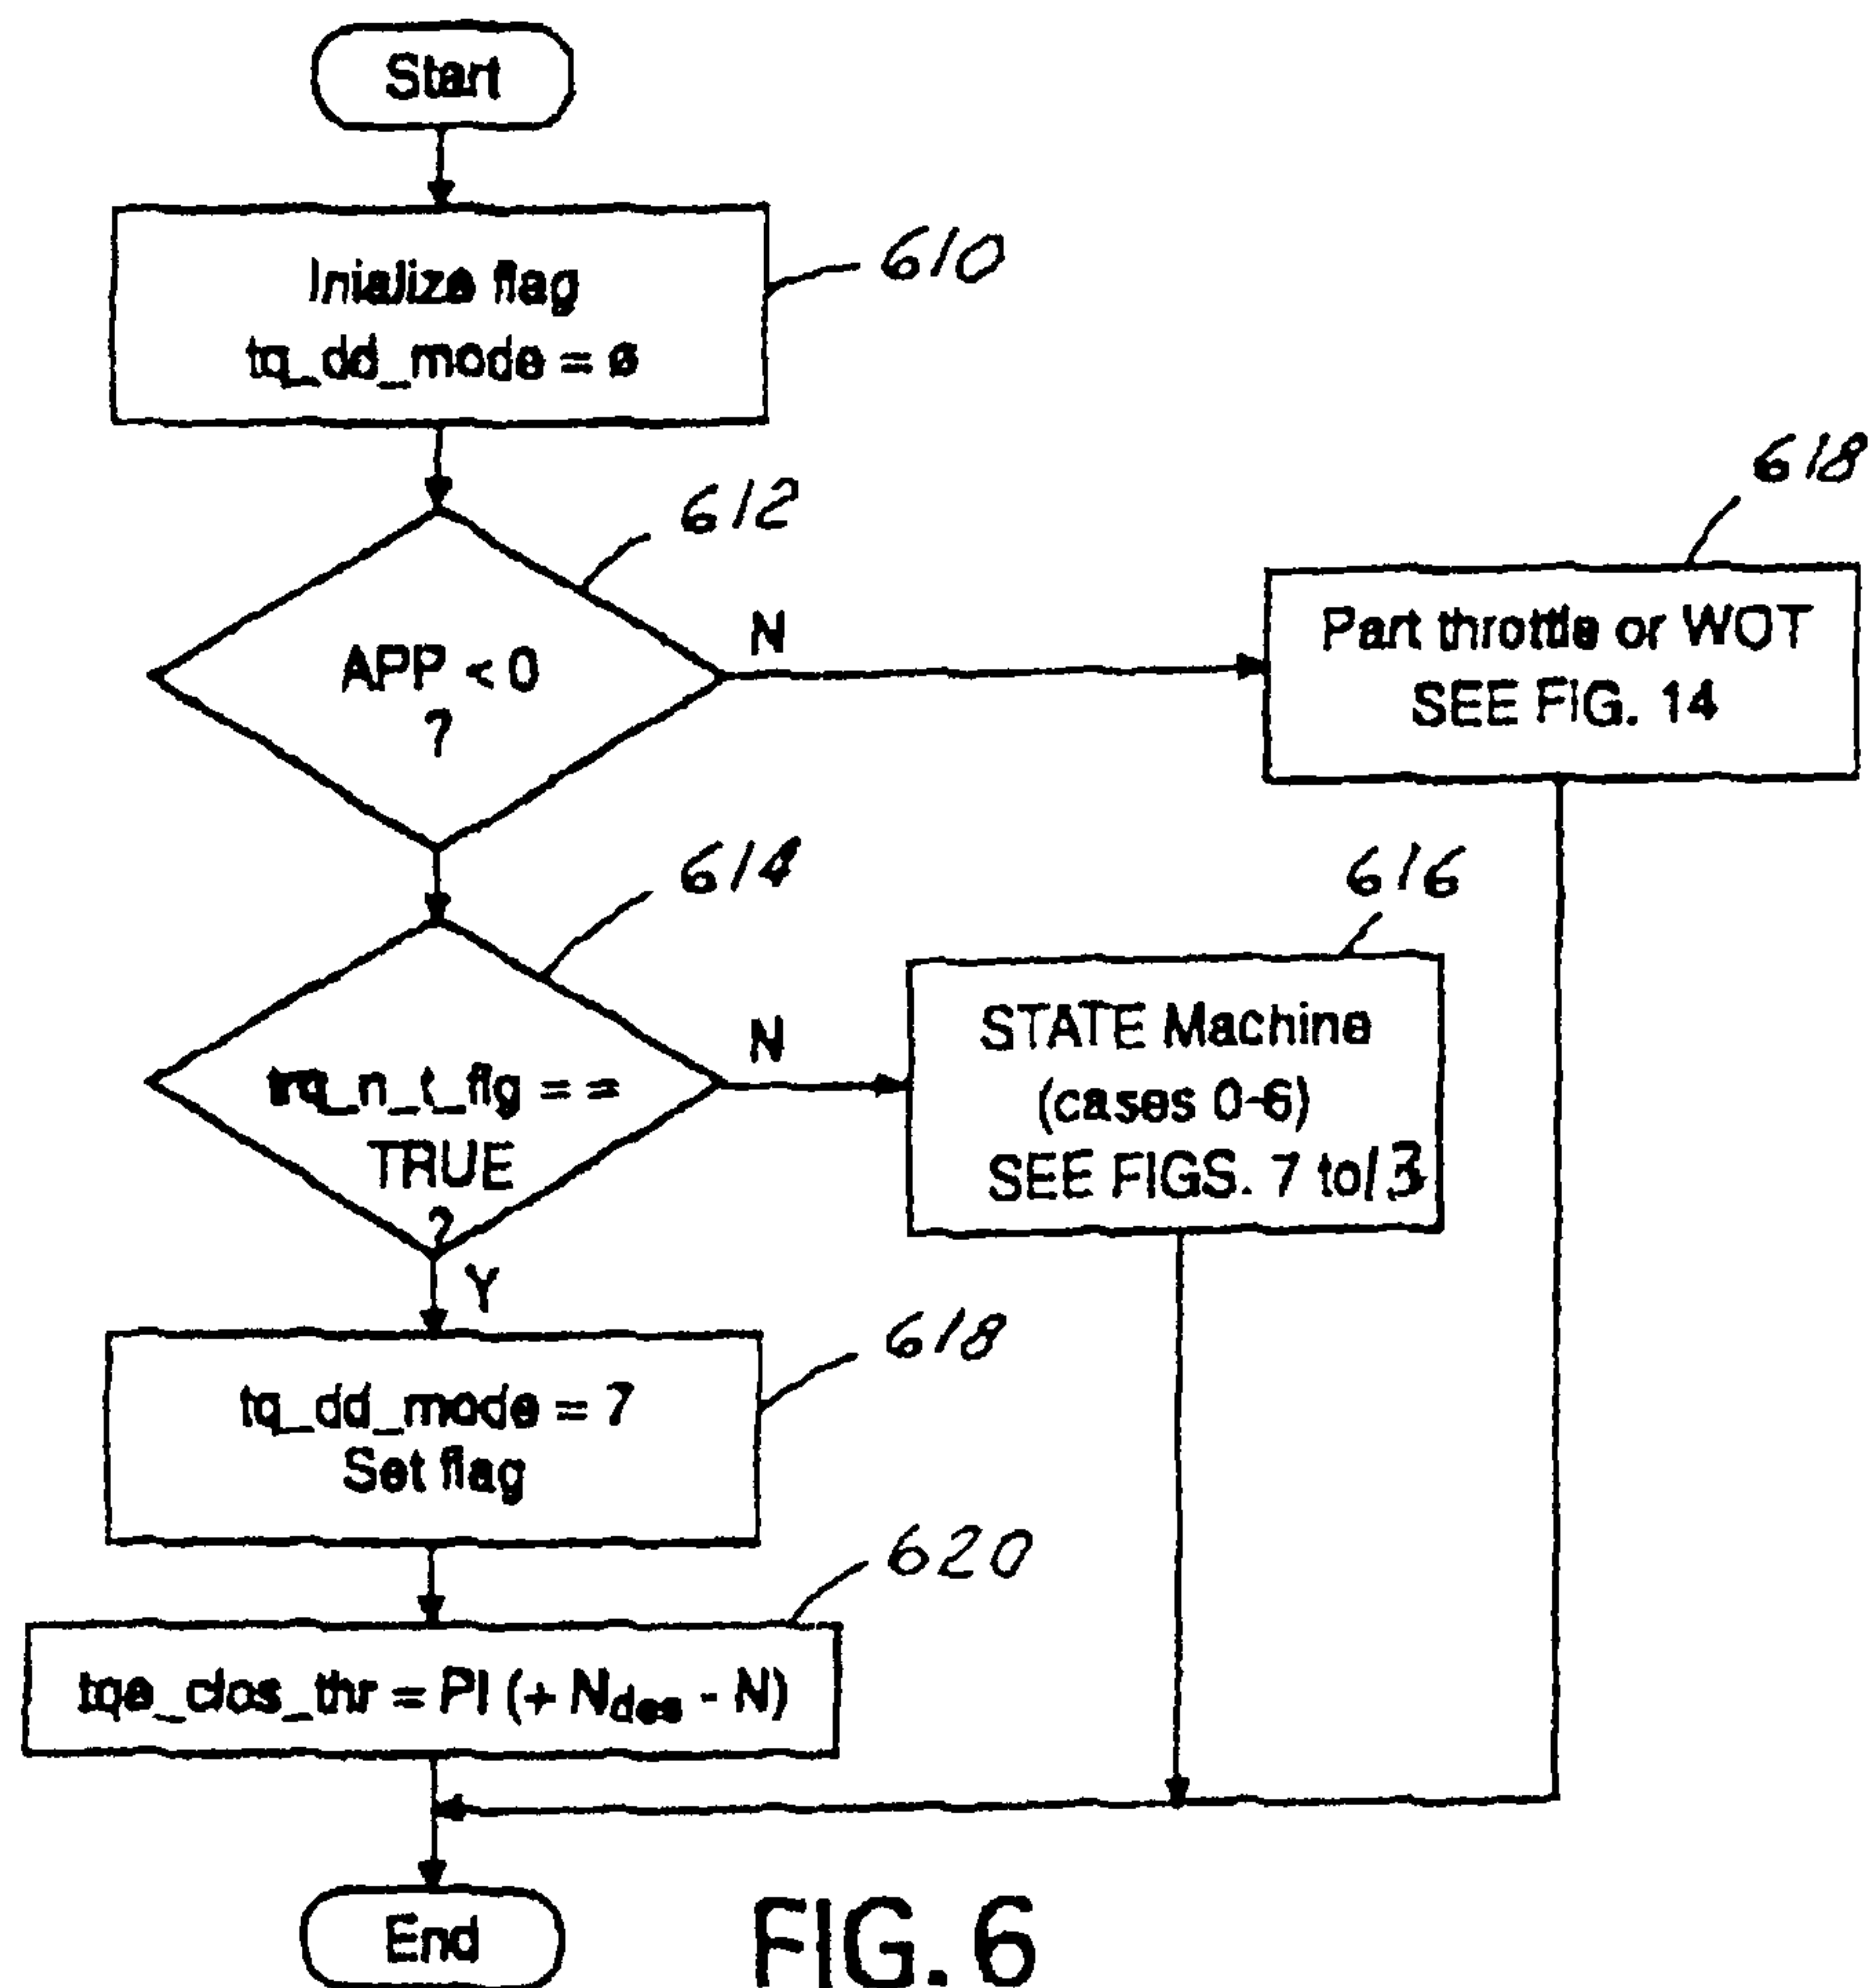 Start
Inialize flag
tq_dd_mode =
610
612
APP < 0
?
N
618
Part throttle or WOT
SEE FIG. 14
614
== 
TRUE
?
N
616
STATE Machine
(cases 0-6)
SEE FIGS. 7 to 13
Y
618
tq_dd_mode = 7
Set flag
620
tqe_clos_thr = PI (+ Ndes - N)
End
FIG. 6